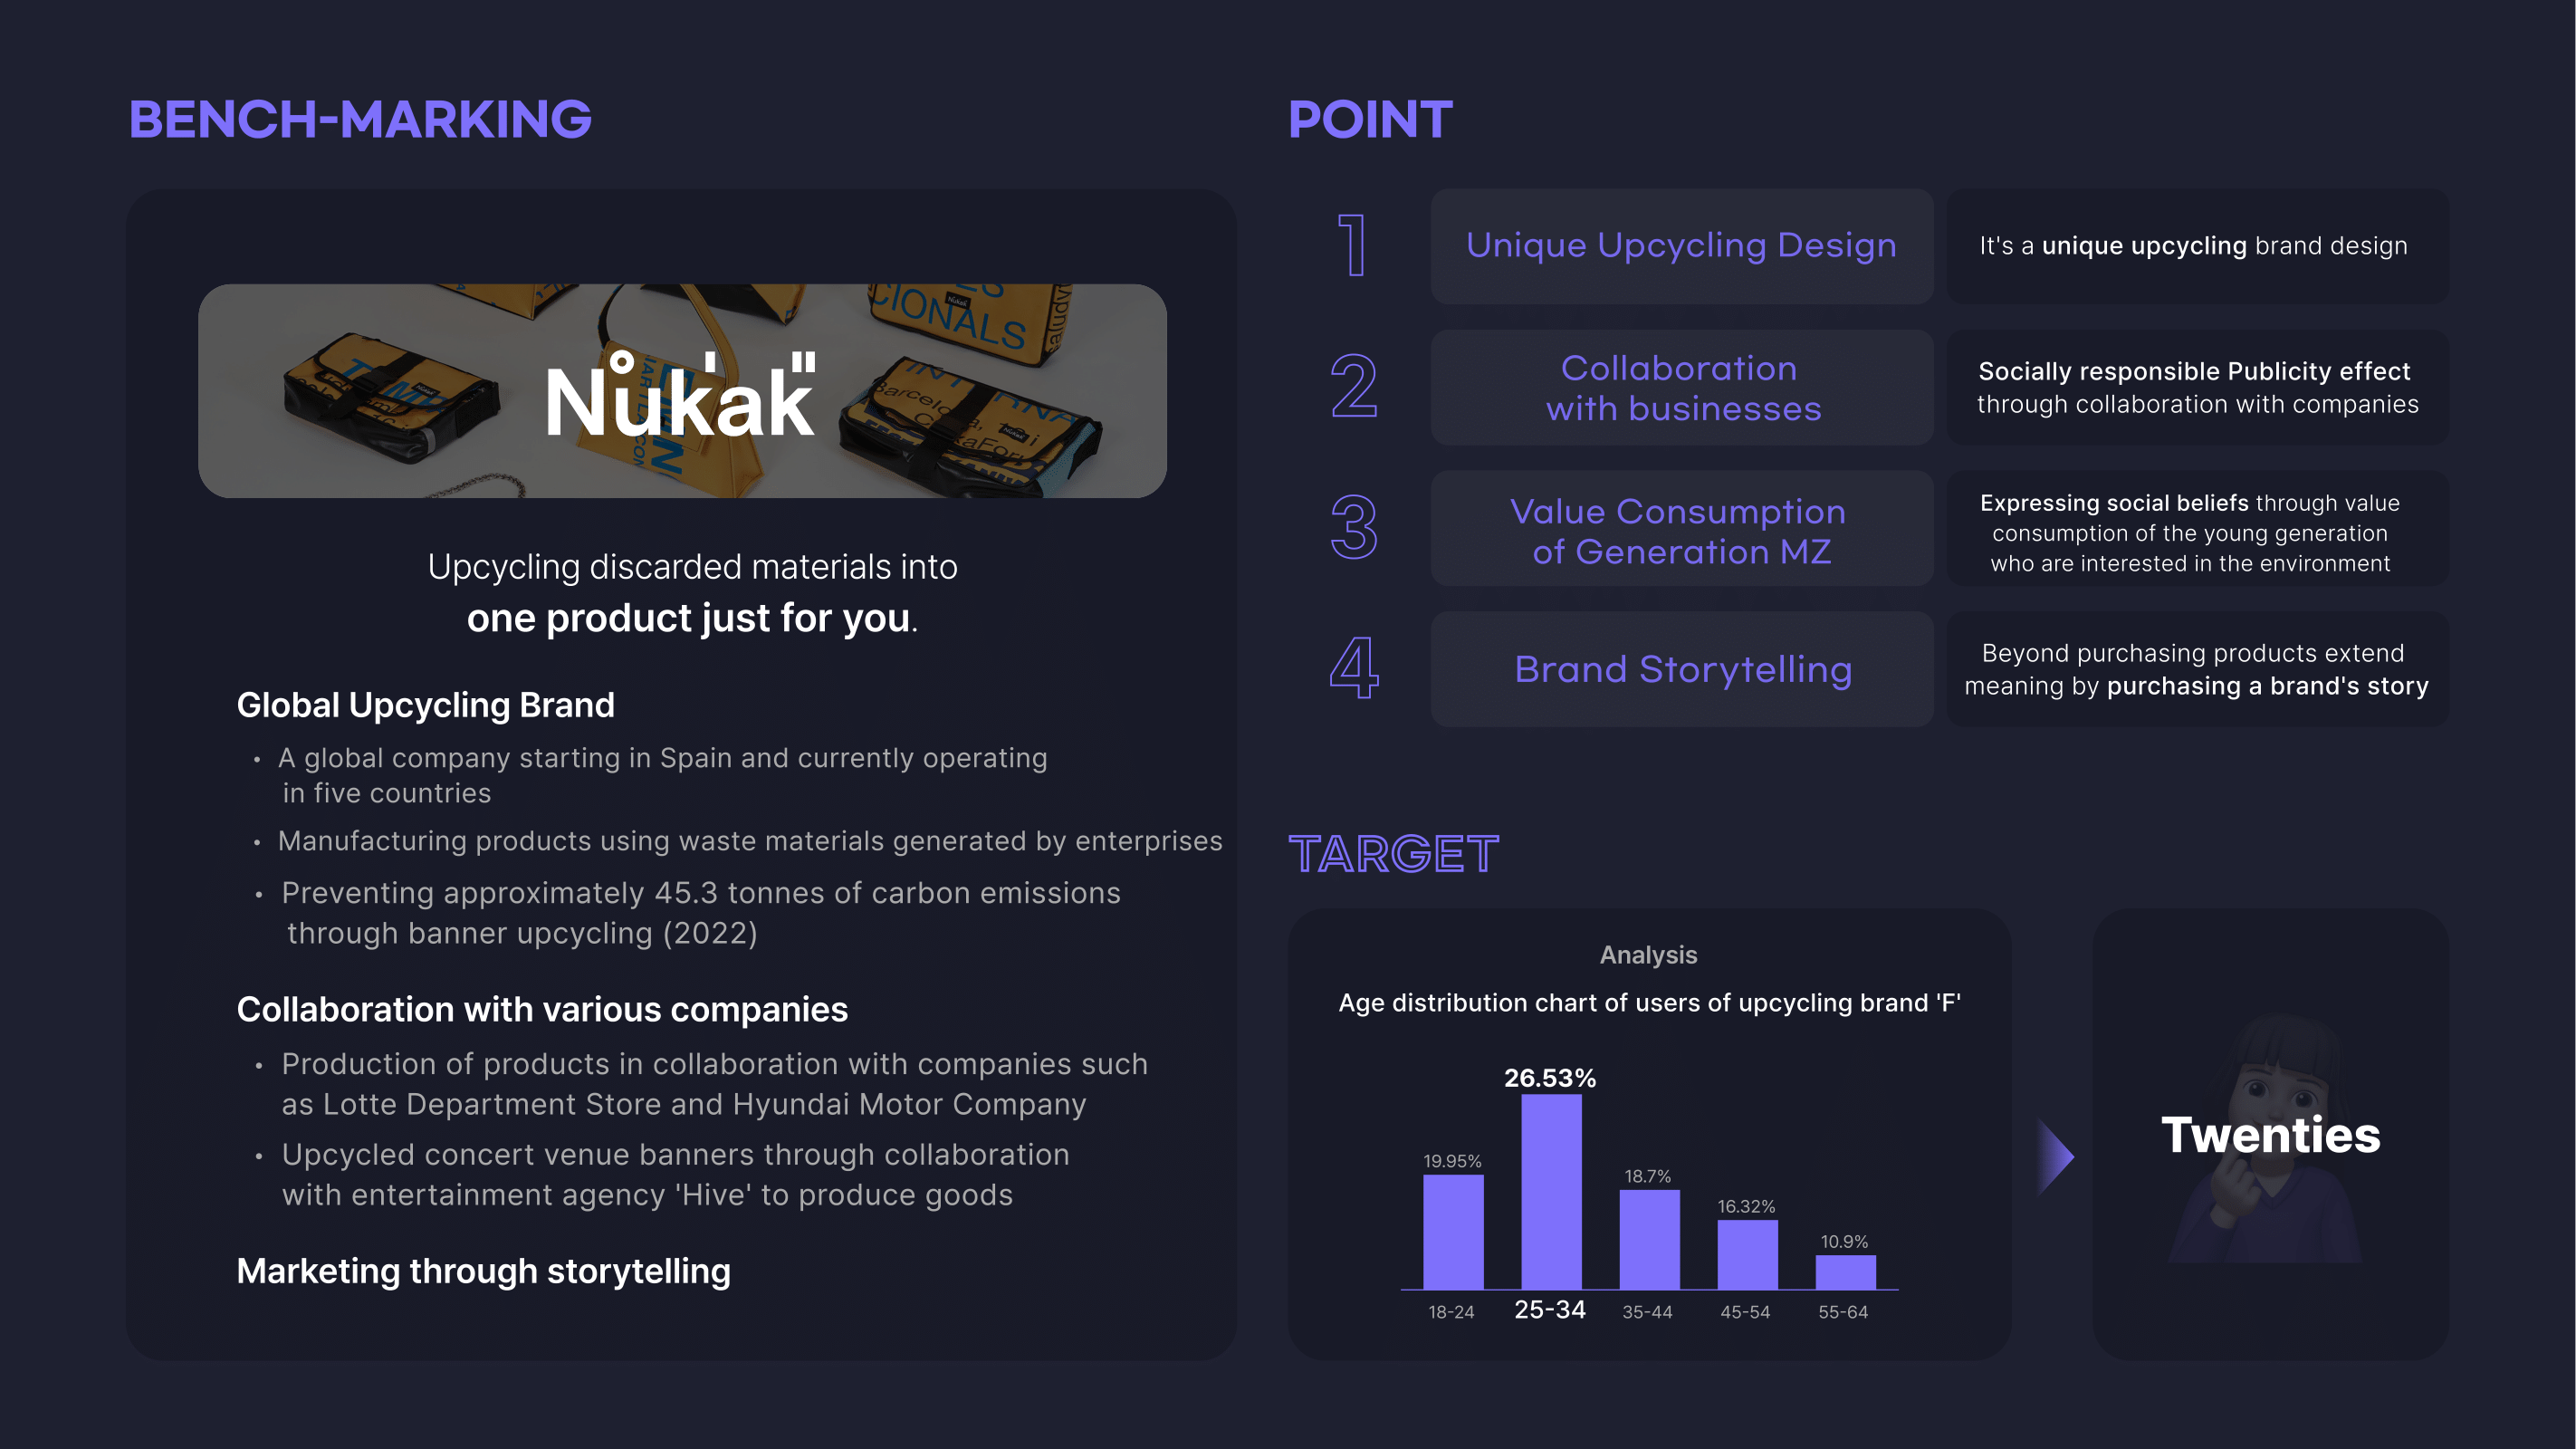 BENCH-MARKING
Nukak
Upcycling discarded materials into
one product just for you.
Global Upcycling Brand
• A global company starting in Spain and currently operating
in five countries
• Manufacturing products using waste materials generated by enterprises
• Preventing approximately 45.3 tonnes of carbon emissions
through banner upcycling (2022)
Collaboration with various companies
• Production of products in collaboration with companies such
as Lotte Department Store and Hyundai Motor Company
• Upcycled concert venue banners through collaboration
with entertainment agency 'Hive' to produce goods
Marketing through storytelling
POINT
1
Unique Upcycling Design
It's a unique upcycling brand design
2
Collaboration
with businesses
Socially responsible Publicity effect
through collaboration with companies
3
Value Consumption
of Generation MZ
Expressing social beliefs through value
consumption of the young generation
who are interested in the environment
4
Brand Storytelling
Beyond purchasing products extend
meaning by purchasing a brand's story
TARGET
Analysis
Age distribution chart of users of upcycling brand 'F'
19.95%
26.53%
18.7%
16.32%
10.9%
18-24
25-34
35-44
45-54
55-64
Twenties